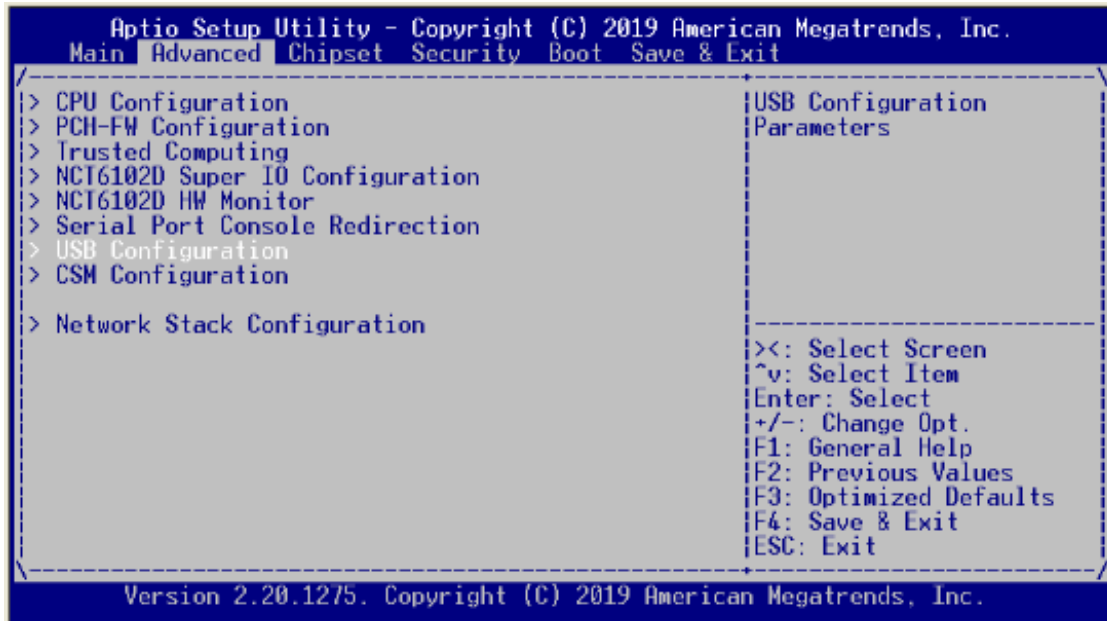 Aptio Setup Utility - Copyright (C) 2019 American Megatrends, Inc.
Main Advanced Chipset Security Boot Save & Exit
> CPU Configuration
> PCH-FW Configuration
> Trusted Computing
> NCT6102D Super IO Configuration
> NCT6102D HW Monitor
> Serial Port Console Redirection
> USB Configuration
> CSM Configuration
> Network Stack Configuration
USB Configuration
Parameters
><: Select Screen
^v: Select Item
Enter: Select
+/-: Change Opt.
F1: General Help
F2: Previous Values
F3: Optimized Defaults
F4: Save & Exit
ESC: Exit
Version 2.20.1275. Copyright (C) 2019 American Megatrends, Inc.